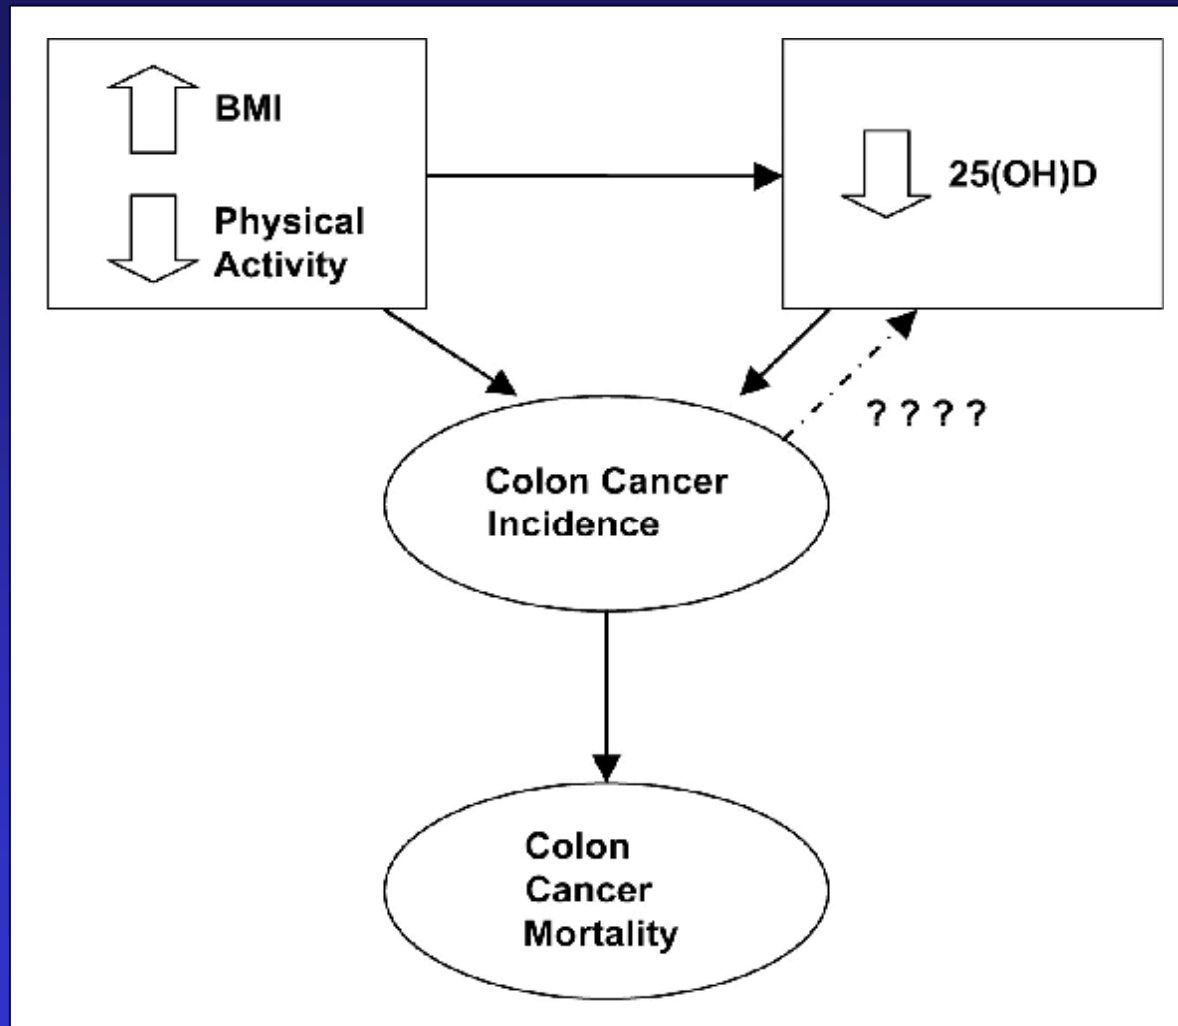 BMI
Physical
Activity
25(OH)D
? ? ? ?
Colon Cancer
Incidence
Colon
Cancer
Mortality